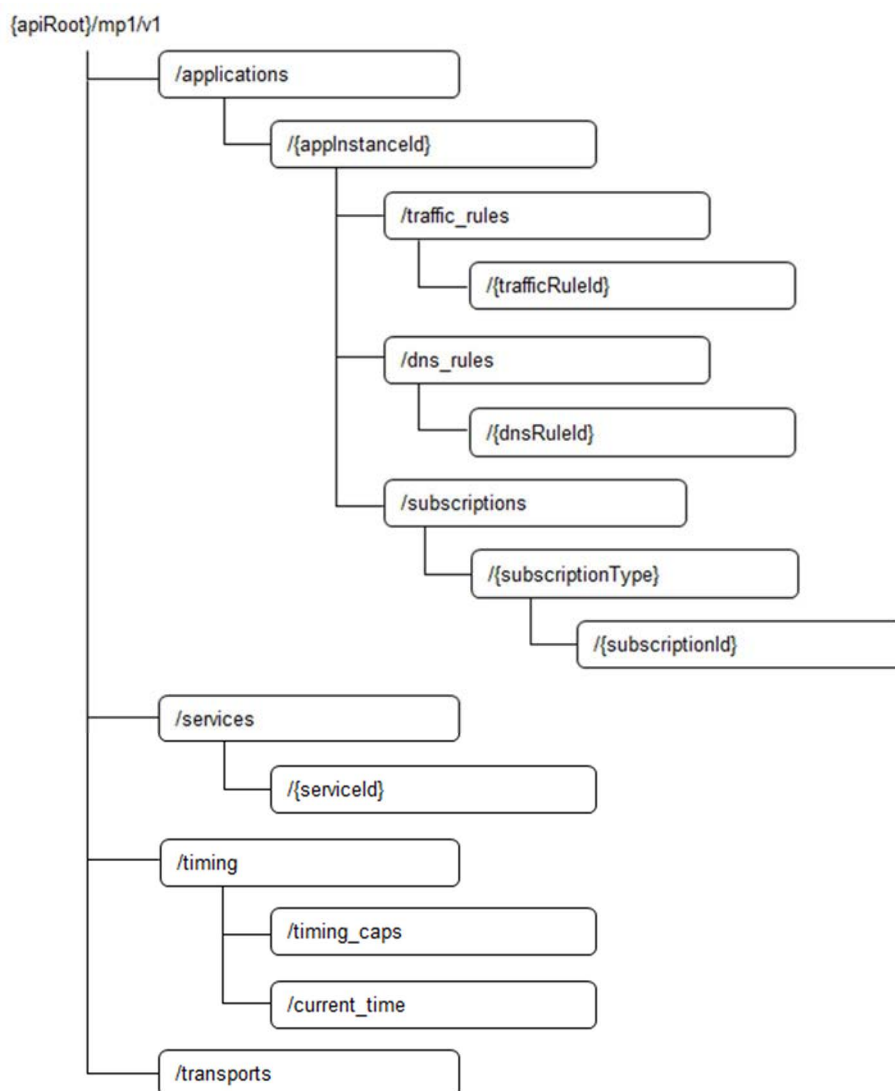 {apiRoot}/mp1/v1
/applications
/{appInstanceId}
/traffic_rules
/{trafficRuleId}
/dns_rules
/{dnsRuleId}
/subscriptions
/{subscriptionType}
/{subscriptionId}
/services
/{serviceId}
/timing
/timing_caps
/current_time
/transports